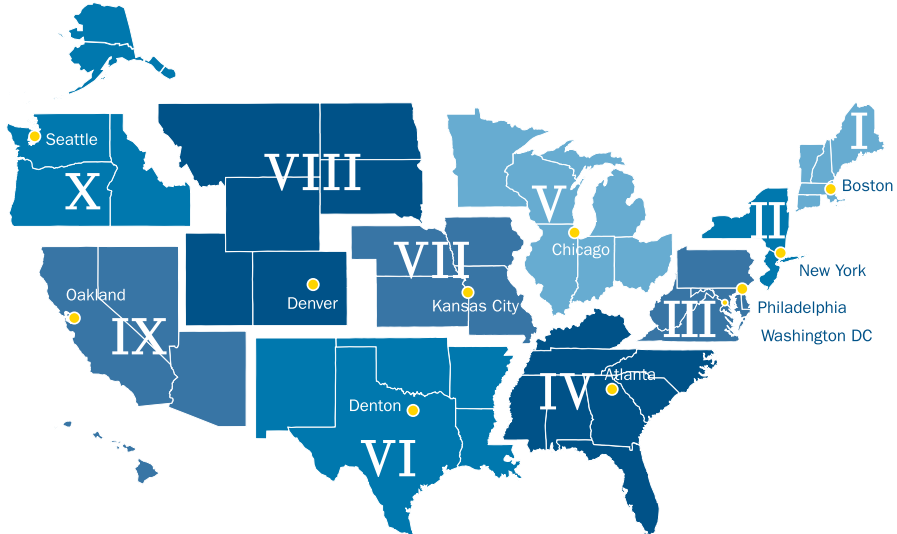 Seattle
X
VIII
V
I
Boston
II
Chicago
VII
New York
Oakland
Denver
Kansas City
Philadelphia
III
Washington DC
IX
IV
Atlanta
Denton
VI